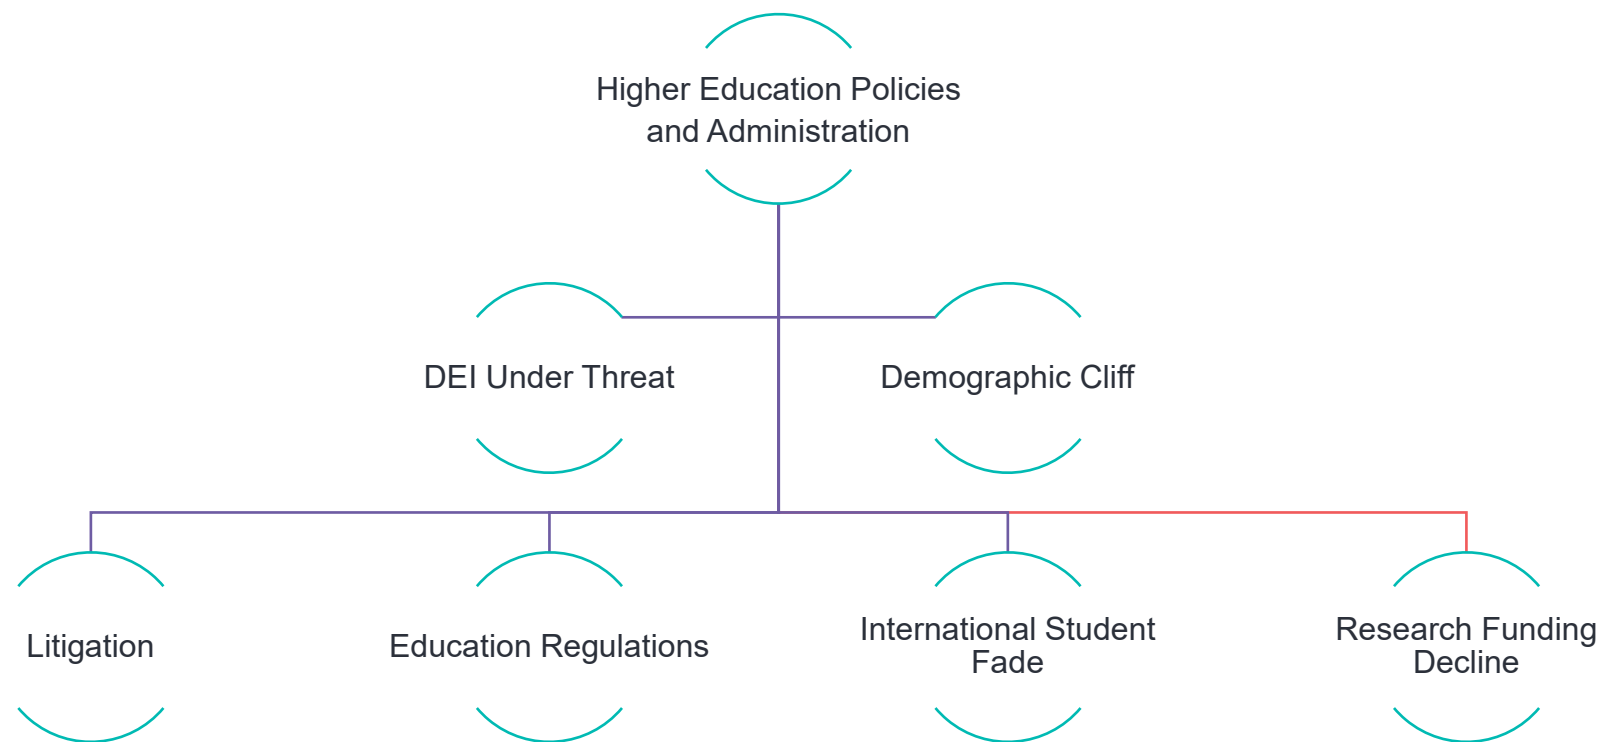 Higher Education Policies
and Administration
DEI Under Threat
Demographic Cliff
Litigation
Education Regulations
International Student
Fade
Research Funding
Decline